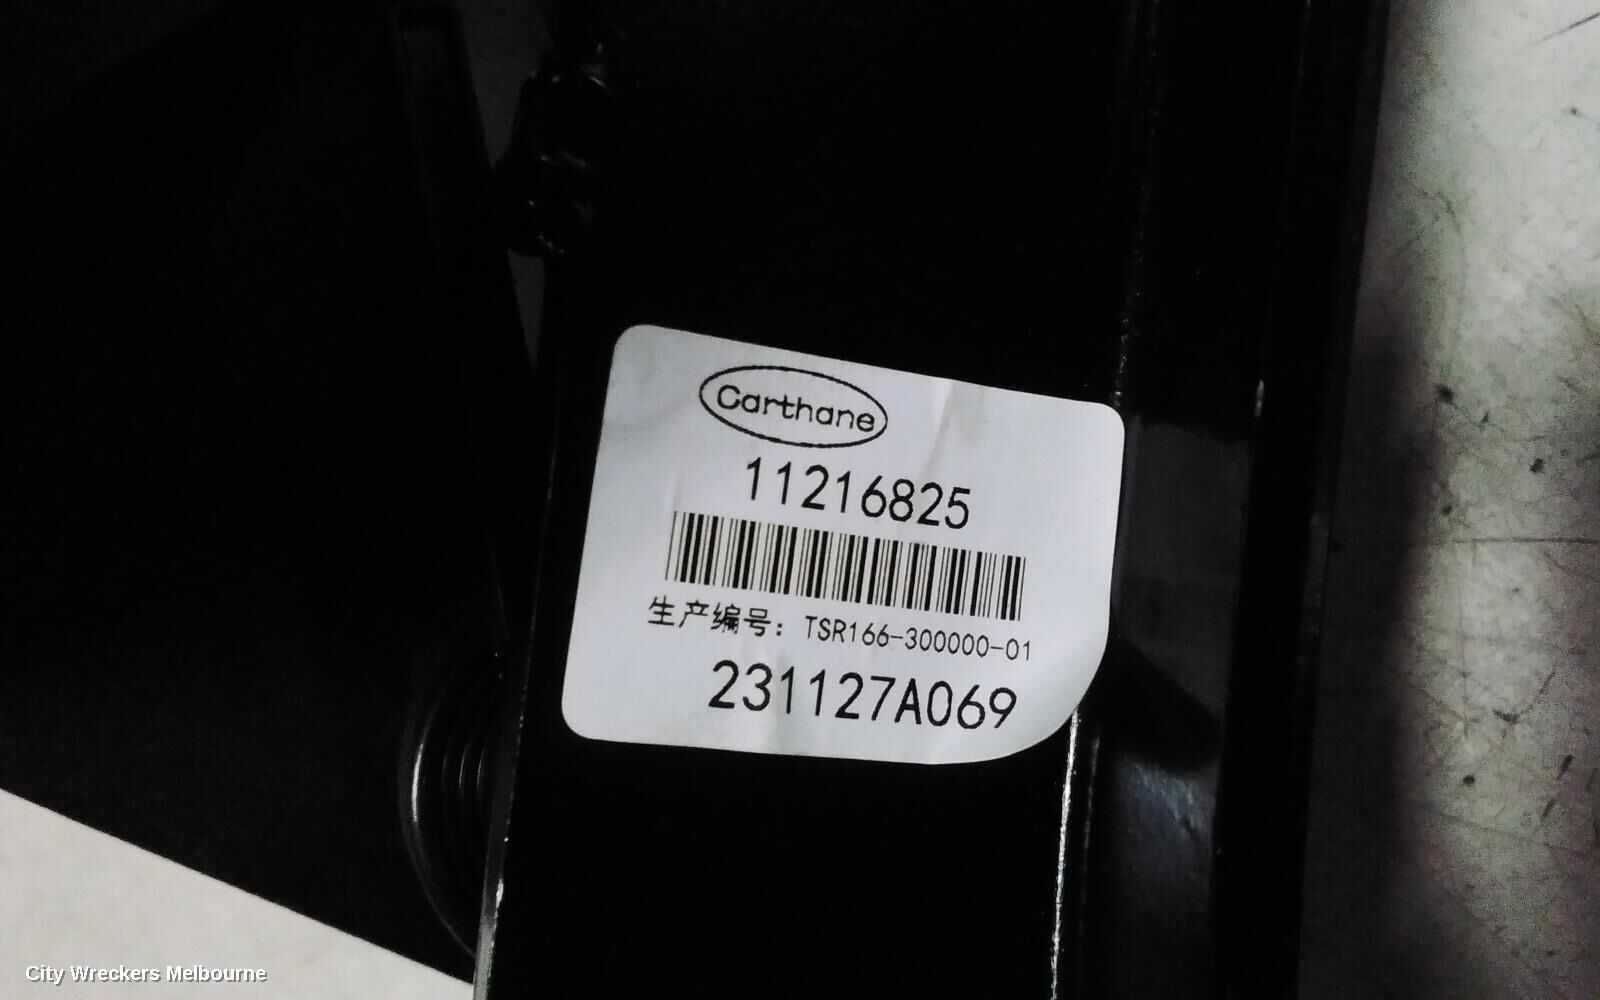 Carthane
11216825
生产编号：TSR166-300000-01
231127A069
City Wreckers Melbourne